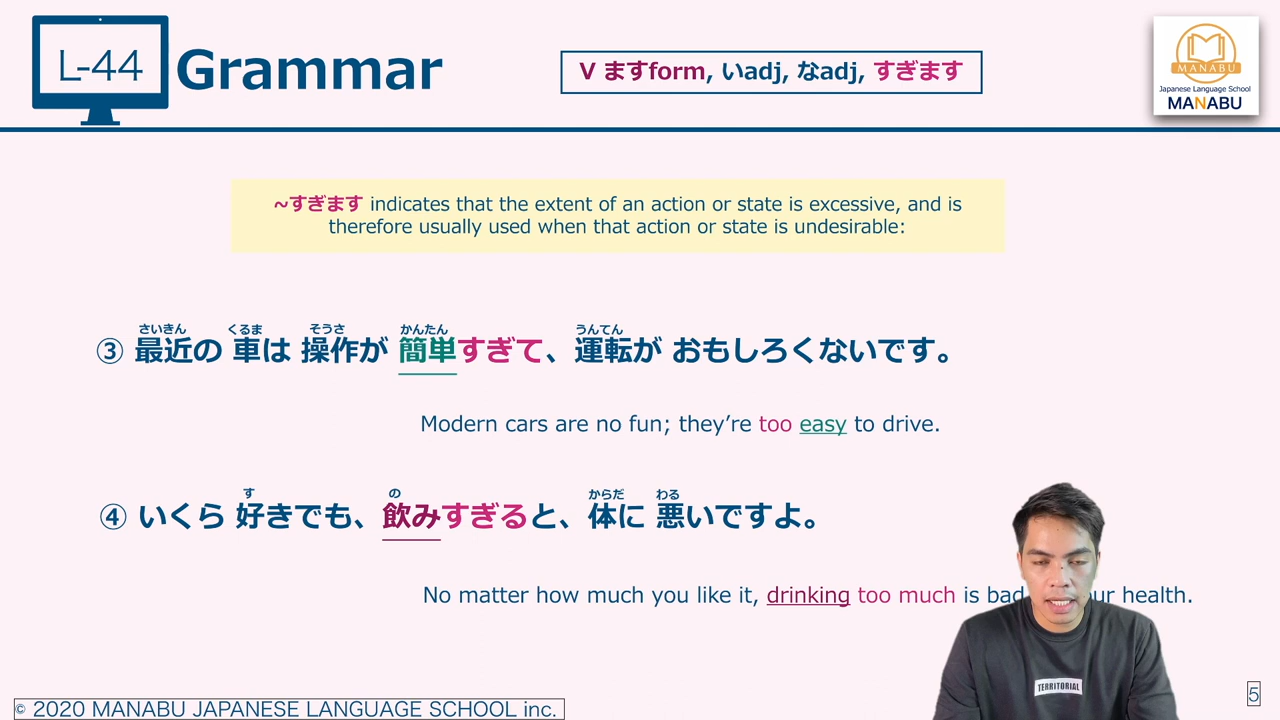 L-44
Grammar
V ますform, いadj, なadj, すぎます
MANABU
Japanese Language School
MANABU
~すぎます indicates that the extent of an action or state is excessive, and is
therefore usually used when that action or state is undesirable:
さいきん くるま そうさ かんたん うんてん
③ 最近の 車は 操作が 簡単すぎて、運転が おもしろくないです。
Modern cars are no fun; they're too easy to drive.
す の からだ わる
④ いくら 好きでも、飲みすぎると、体に 悪いですよ。
No matter how much you like it, drinking too much is bad ur health.
TERRITORIAL
© 2020 MANABU JAPANESE LANGUAGE SCHOOL inc.
5